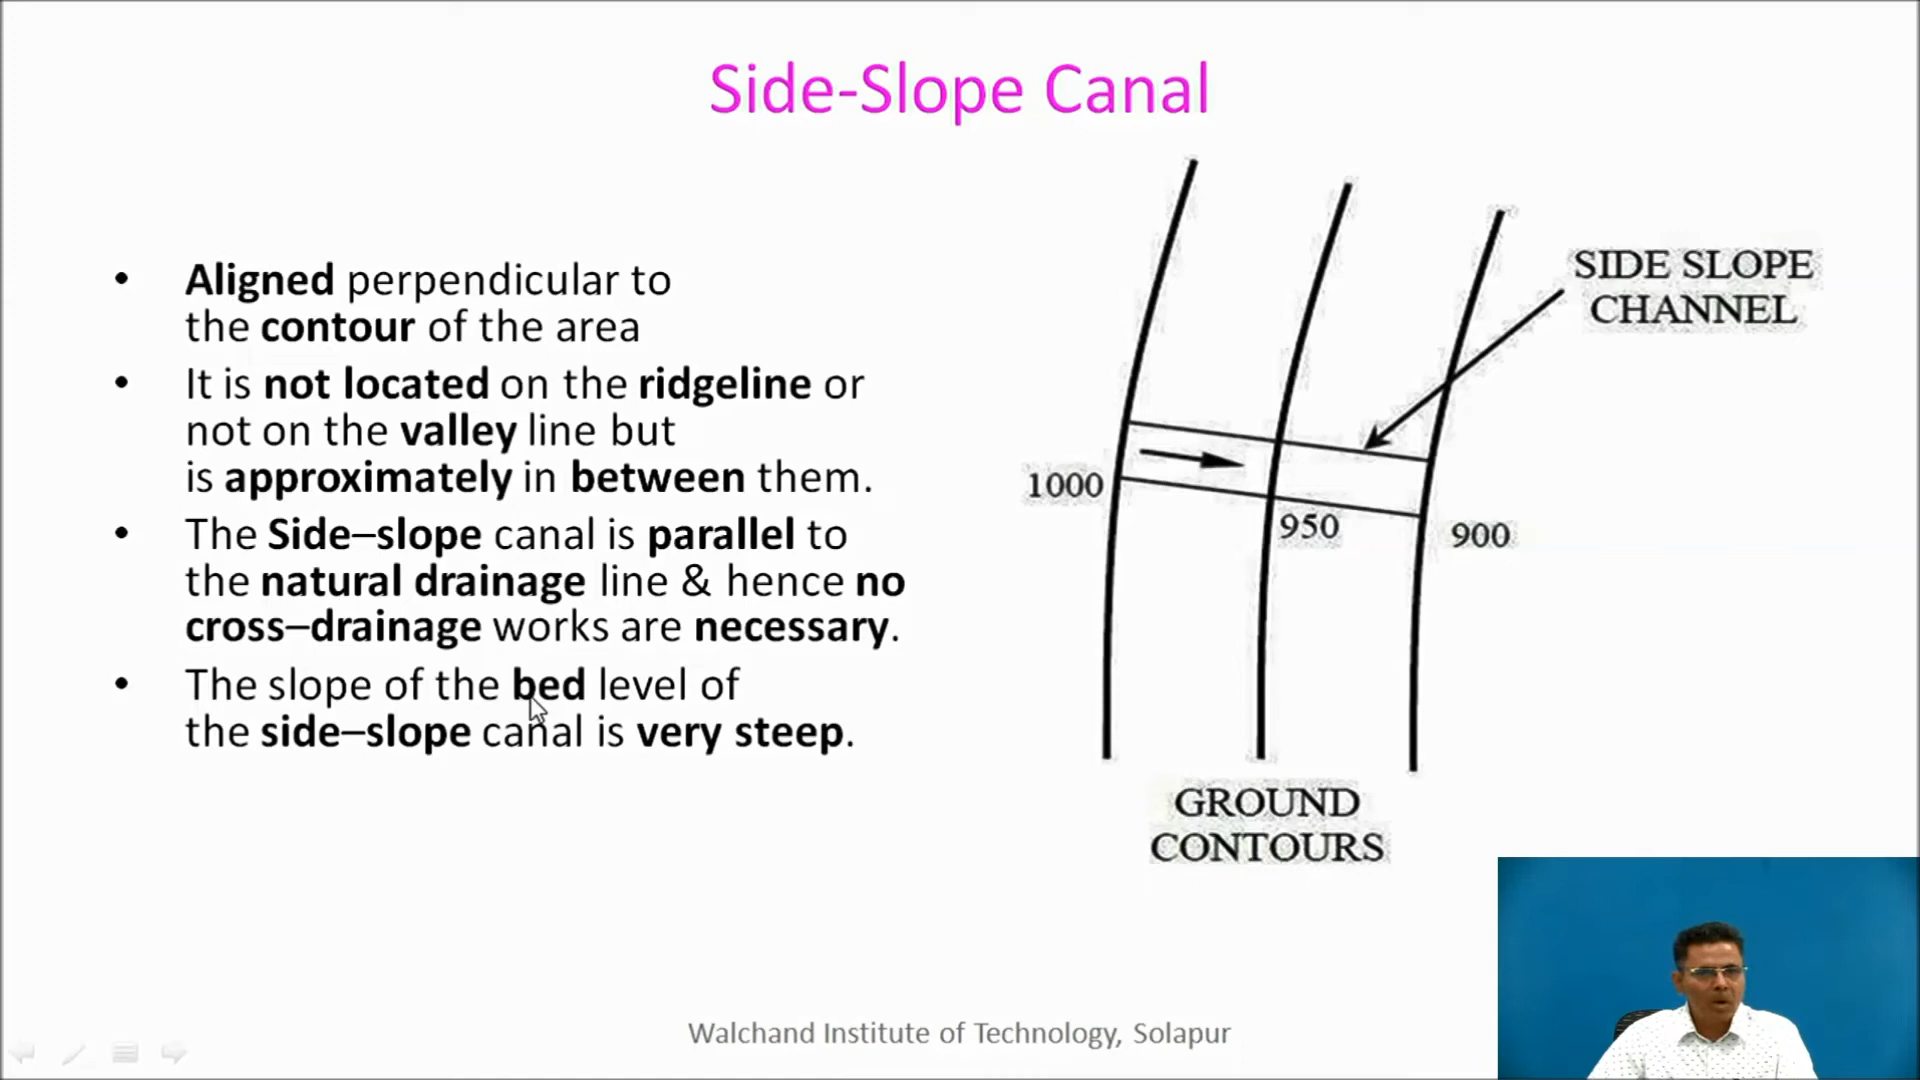 Side-Slope Canal
• Aligned perpendicular to
the contour of the area
• It is not located on the ridgeline or
not on the valley line but
is approximately in between them.
• The Side–slope canal is parallel to
the natural drainage line & hence no
cross–drainage works are necessary.
• The slope of the bed level of
the side–slope canal is very steep.
SIDE SLOPE
CHANNEL
1000
950
900
GROUND
CONTOURS
Walchand Institute of Technology, Solapur